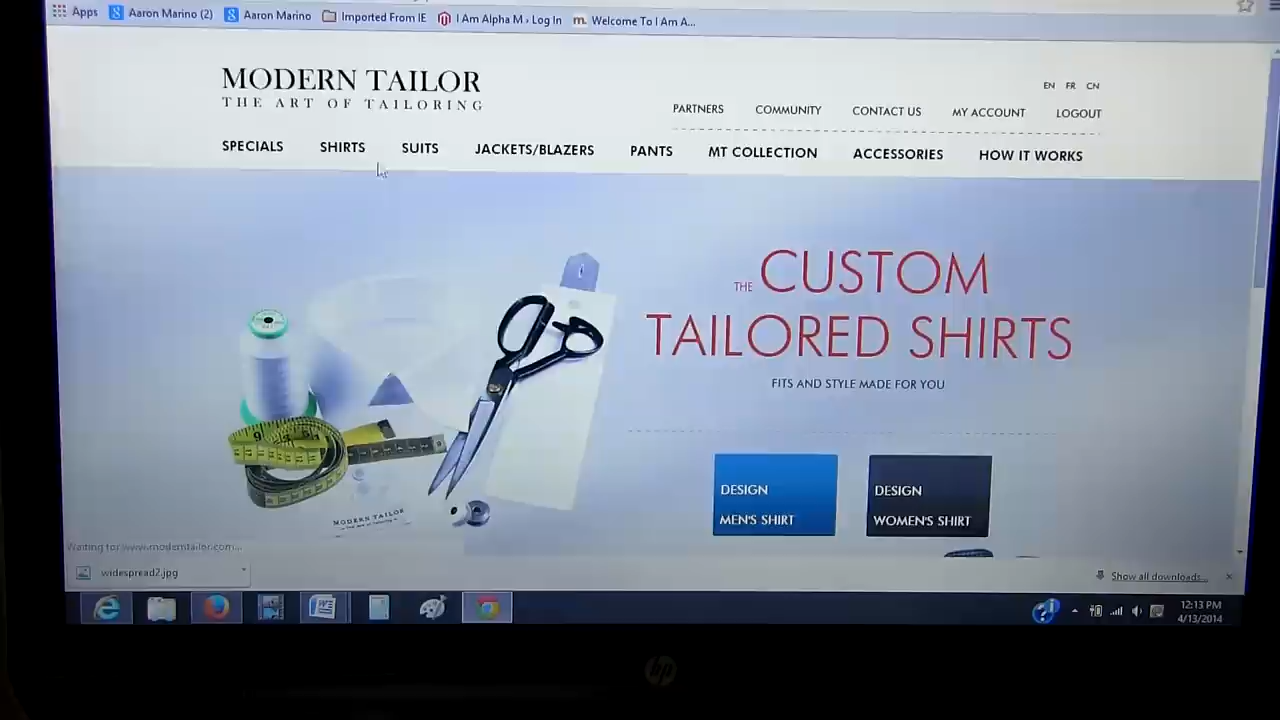 Apps Aaron Marino (2) Aaron Marino Imported From IE I Am Alpha M › Log In Welcome To I Am A...
MODERN TAILOR
THE ART OF TAILORING
EN FR CN
PARTNERS COMMUNITY CONTACT US MY ACCOUNT LOGOUT
SPECIALS SHIRTS SUITS JACKETS/BLAZERS PANTS MT COLLECTION ACCESSORIES HOW IT WORKS
THE CUSTOM
TAILORED SHIRTS
FITS AND STYLE MADE FOR YOU
DESIGN
MEN'S SHIRT
DESIGN
WOMEN'S SHIRT
MODERN TAILOR
Waiting for www.moderntailor.com...
widespread2.jpg
Show all downloads...
12:13 PM
4/13/2014
hp